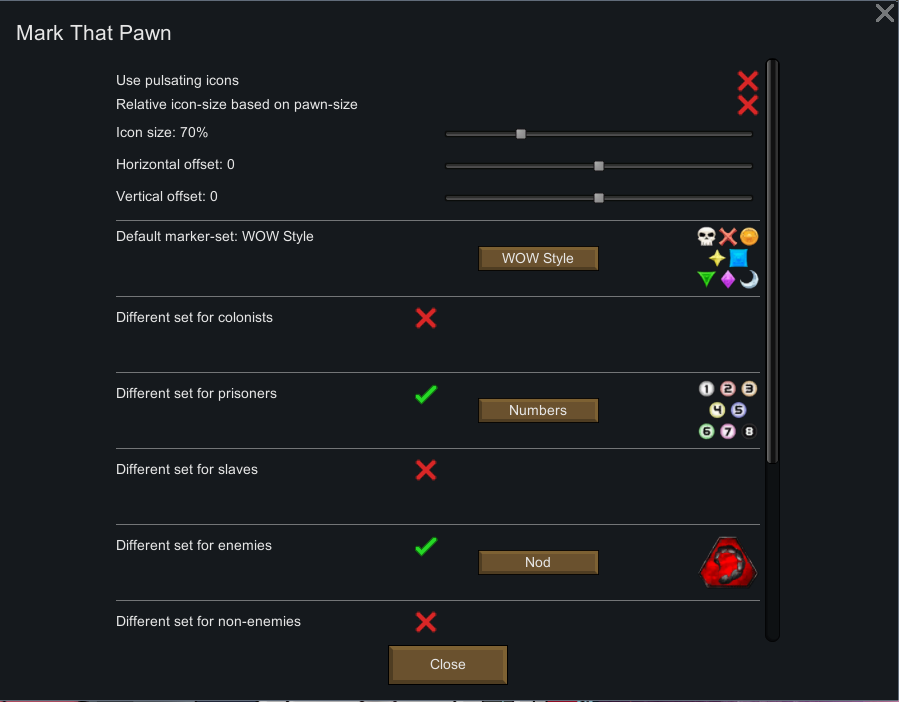 Mark That Pawn
Use pulsating icons
Relative icon-size based on pawn-size
Icon size: 70%
Horizontal offset: 0
Vertical offset: 0
Default marker-set: WOW Style
WOW Style
Different set for colonists
Different set for prisoners
1 2 3
Numbers
4 5
6 7 8
Different set for slaves
Different set for enemies
Nod
Different set for non-enemies
Close